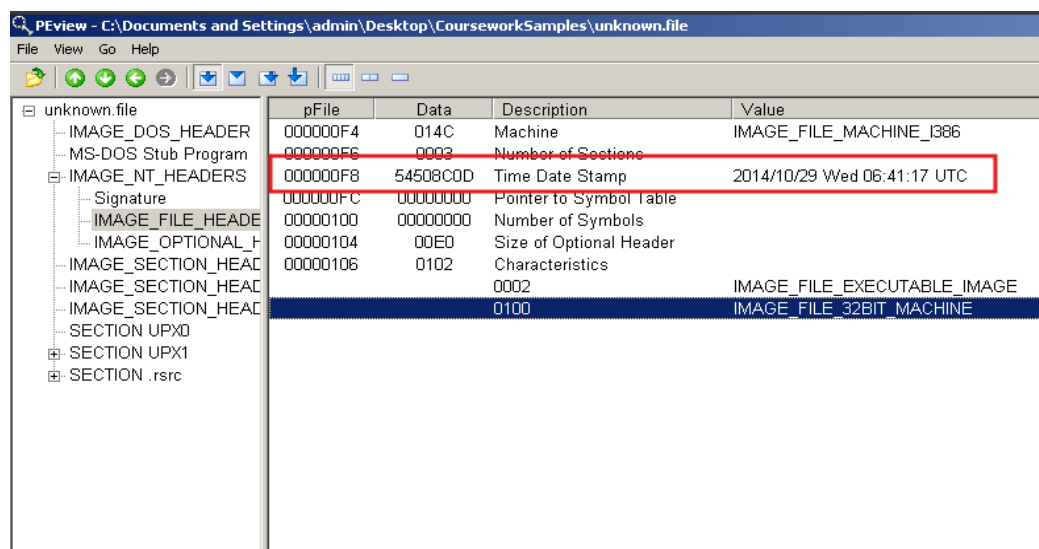 PEview - C:\Documents and Settings\admin\Desktop\CourseworkSamples\unknown.file
File View Go Help
unknown.file
IMAGE_DOS_HEADER
MS-DOS Stub Program
IMAGE_NT_HEADERS
Signature
IMAGE_FILE_HEADE
IMAGE_OPTIONAL_H
IMAGE_SECTION_HEAD
IMAGE_SECTION_HEAD
IMAGE_SECTION_HEAD
SECTION UPX0
SECTION UPX1
SECTION .rsrc
pFile Data Description Value
000000F4 014C Machine IMAGE_FILE_MACHINE_I386
000000F6 0003 Number of Sections
000000F8 54508C0D Time Date Stamp 2014/10/29 Wed 06:41:17 UTC
000000FC 00000000 Pointer to Symbol Table
00000100 00000000 Number of Symbols
00000104 00E0 Size of Optional Header
00000106 0102 Characteristics
0002 IMAGE_FILE_EXECUTABLE_IMAGE
0100 IMAGE_FILE_32BIT_MACHINE